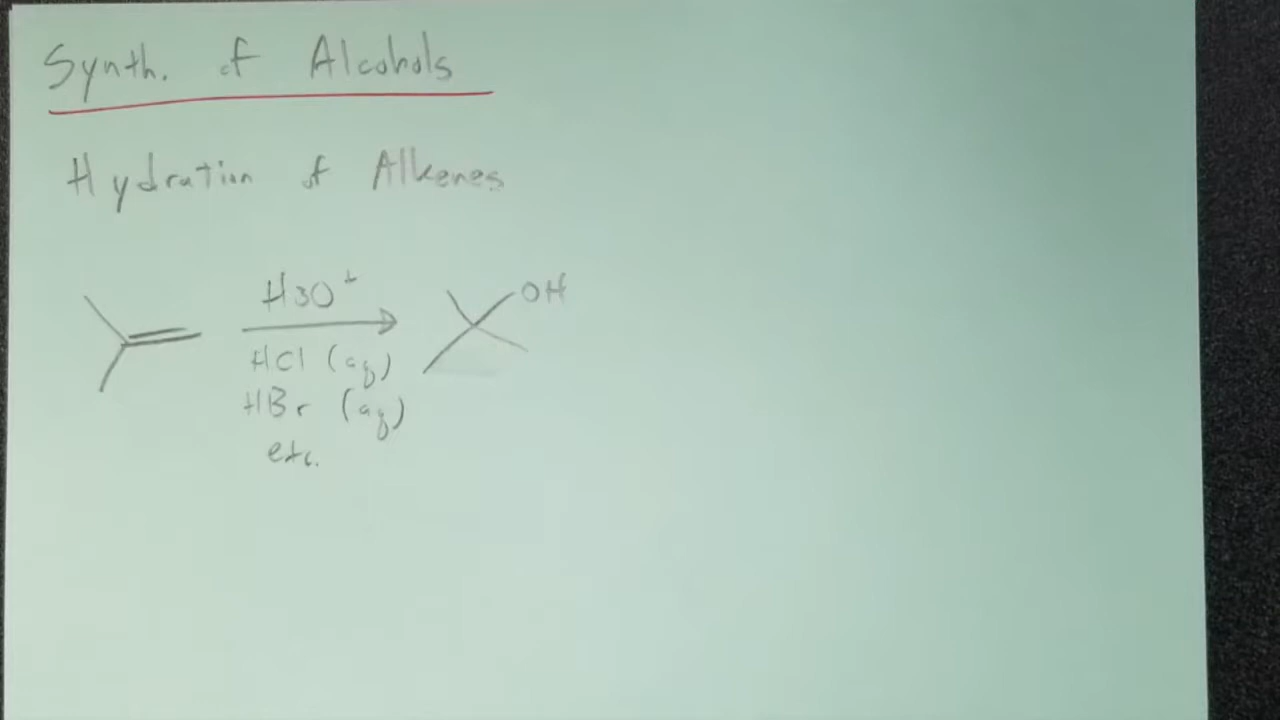 Synth. of Alcohols
Hydration of Alkenes
H3O+
OH
HCl (aq)
HBr (aq)
etc.